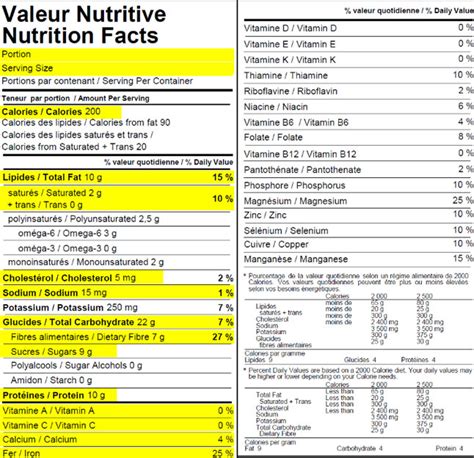 Valeur Nutritive
Nutrition Facts
Portion
Serving Size
Portions par contenant / Serving Per Container
Teneur par portion / Amount Per Serving
Calories / Calories 200
Calories des lipides / Calories from fat 90
Calories des lipides saturés et trans /
Calories from Saturated + Trans 20
% valeur quotidienne / % Daily Value
Lipides / Total Fat 10 g 15 %
saturés / Saturated 2 g
+ trans / Trans 0 g 10 %
polyinsaturés / Polyunsaturated 2,5 g
oméga-6 / Omega-6 3 g
oméga-3 / Omega-3 0 g
monoinsaturés / Monounsaturated 2 g
Cholestérol / Cholesterol 5 mg 2 %
Sodium / Sodium 15 mg 1 %
Potassium / Potassium 250 mg 7 %
Glucides / Total Carbohydrate 22 g 7 %
Fibres alimentaires / Dietary Fibre 7 g 27 %
Sucres / Sugars 9 g
Polyalcools / Sugar Alcohols 0 g
Amidon / Starch 0 g
Protéines / Protein 10 g
Vitamine A / Vitamin A 0 %
Vitamine C / Vitamin C 0 %
Calcium / Calcium 4 %
Fer / Iron 25 %
% valeur quotidienne / % Daily Value
Vitamine D / Vitamin D 0 %
Vitamine E / Vitamin E 0 %
Vitamine K / Vitamin K 0 %
Thiamine / Thiamine 10 %
Riboflavine / Riboflavin 2 %
Niacine / Niacin 6 %
Vitamine B6 / Vitamin B6 4 %
Folate / Folate 8 %
Vitamine B12 / Vitamin B12 0 %
Pantothénate / Pantothenate 2 %
Phosphore / Phosphorus 10 %
Magnésium / Magnesium 25 %
Zinc / Zinc 10 %
Sélénium / Selenium 10 %
Cuivre / Copper 10 %
Manganèse / Manganese 15 %
* Pourcentage de la valeur quotidienne selon un régime alimentaire de 2000
Calories. Vos valeurs quotidiennes peuvent être plus ou moins élevées
selon vos besoins énergétiques.
Calories 2 000 2 500
Lipides moins de 65 g 80 g
saturés + trans moins de 20 g 25 g
Cholestérol moins de 300 mg 300 mg
Sodium moins de 2 400 mg 2 400 mg
Potassium 3 500 mg 3 500 mg
Glucides 300 g 375 g
fibres alimentaires 25 g 30 g
Calories par gramme
Lipides 9 Glucides 4 Protéines 4
* Percent Daily Values are based on a 2000 Calorie diet. Your daily values may
be higher or lower depending on your Calorie needs.
Calories 2 000 2 500
Total Fat Less than 65 g 80 g
Saturated + Trans Less than 20 g 25 g
Cholesterol Less than 300 mg 300 mg
Sodium Less than 2 400 mg 2 400 mg
Potassium 3 500 mg 3 500 mg
Total Carbohydrate 300 g 375 g
Dietary Fibre 25 g 30 g
Calories per gram
Fat 9 Carbohydrate 4 Protein 4